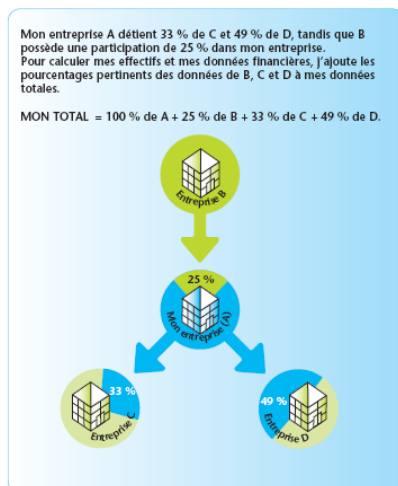 Mon entreprise A détient 33 % de C et 49 % de D, tandis que B
possède une participation de 25 % dans mon entreprise.
Pour calculer mes effectifs et mes données financières, j’ajoute les
pourcentages pertinents des données de B, C et D à mes données
totales.
MON TOTAL = 100 % de A + 25 % de B + 33 % de C + 49 % de D.
Entreprise B
25 %
Mon entreprise (A)
33 %
Entreprise C
49 %
Entreprise D